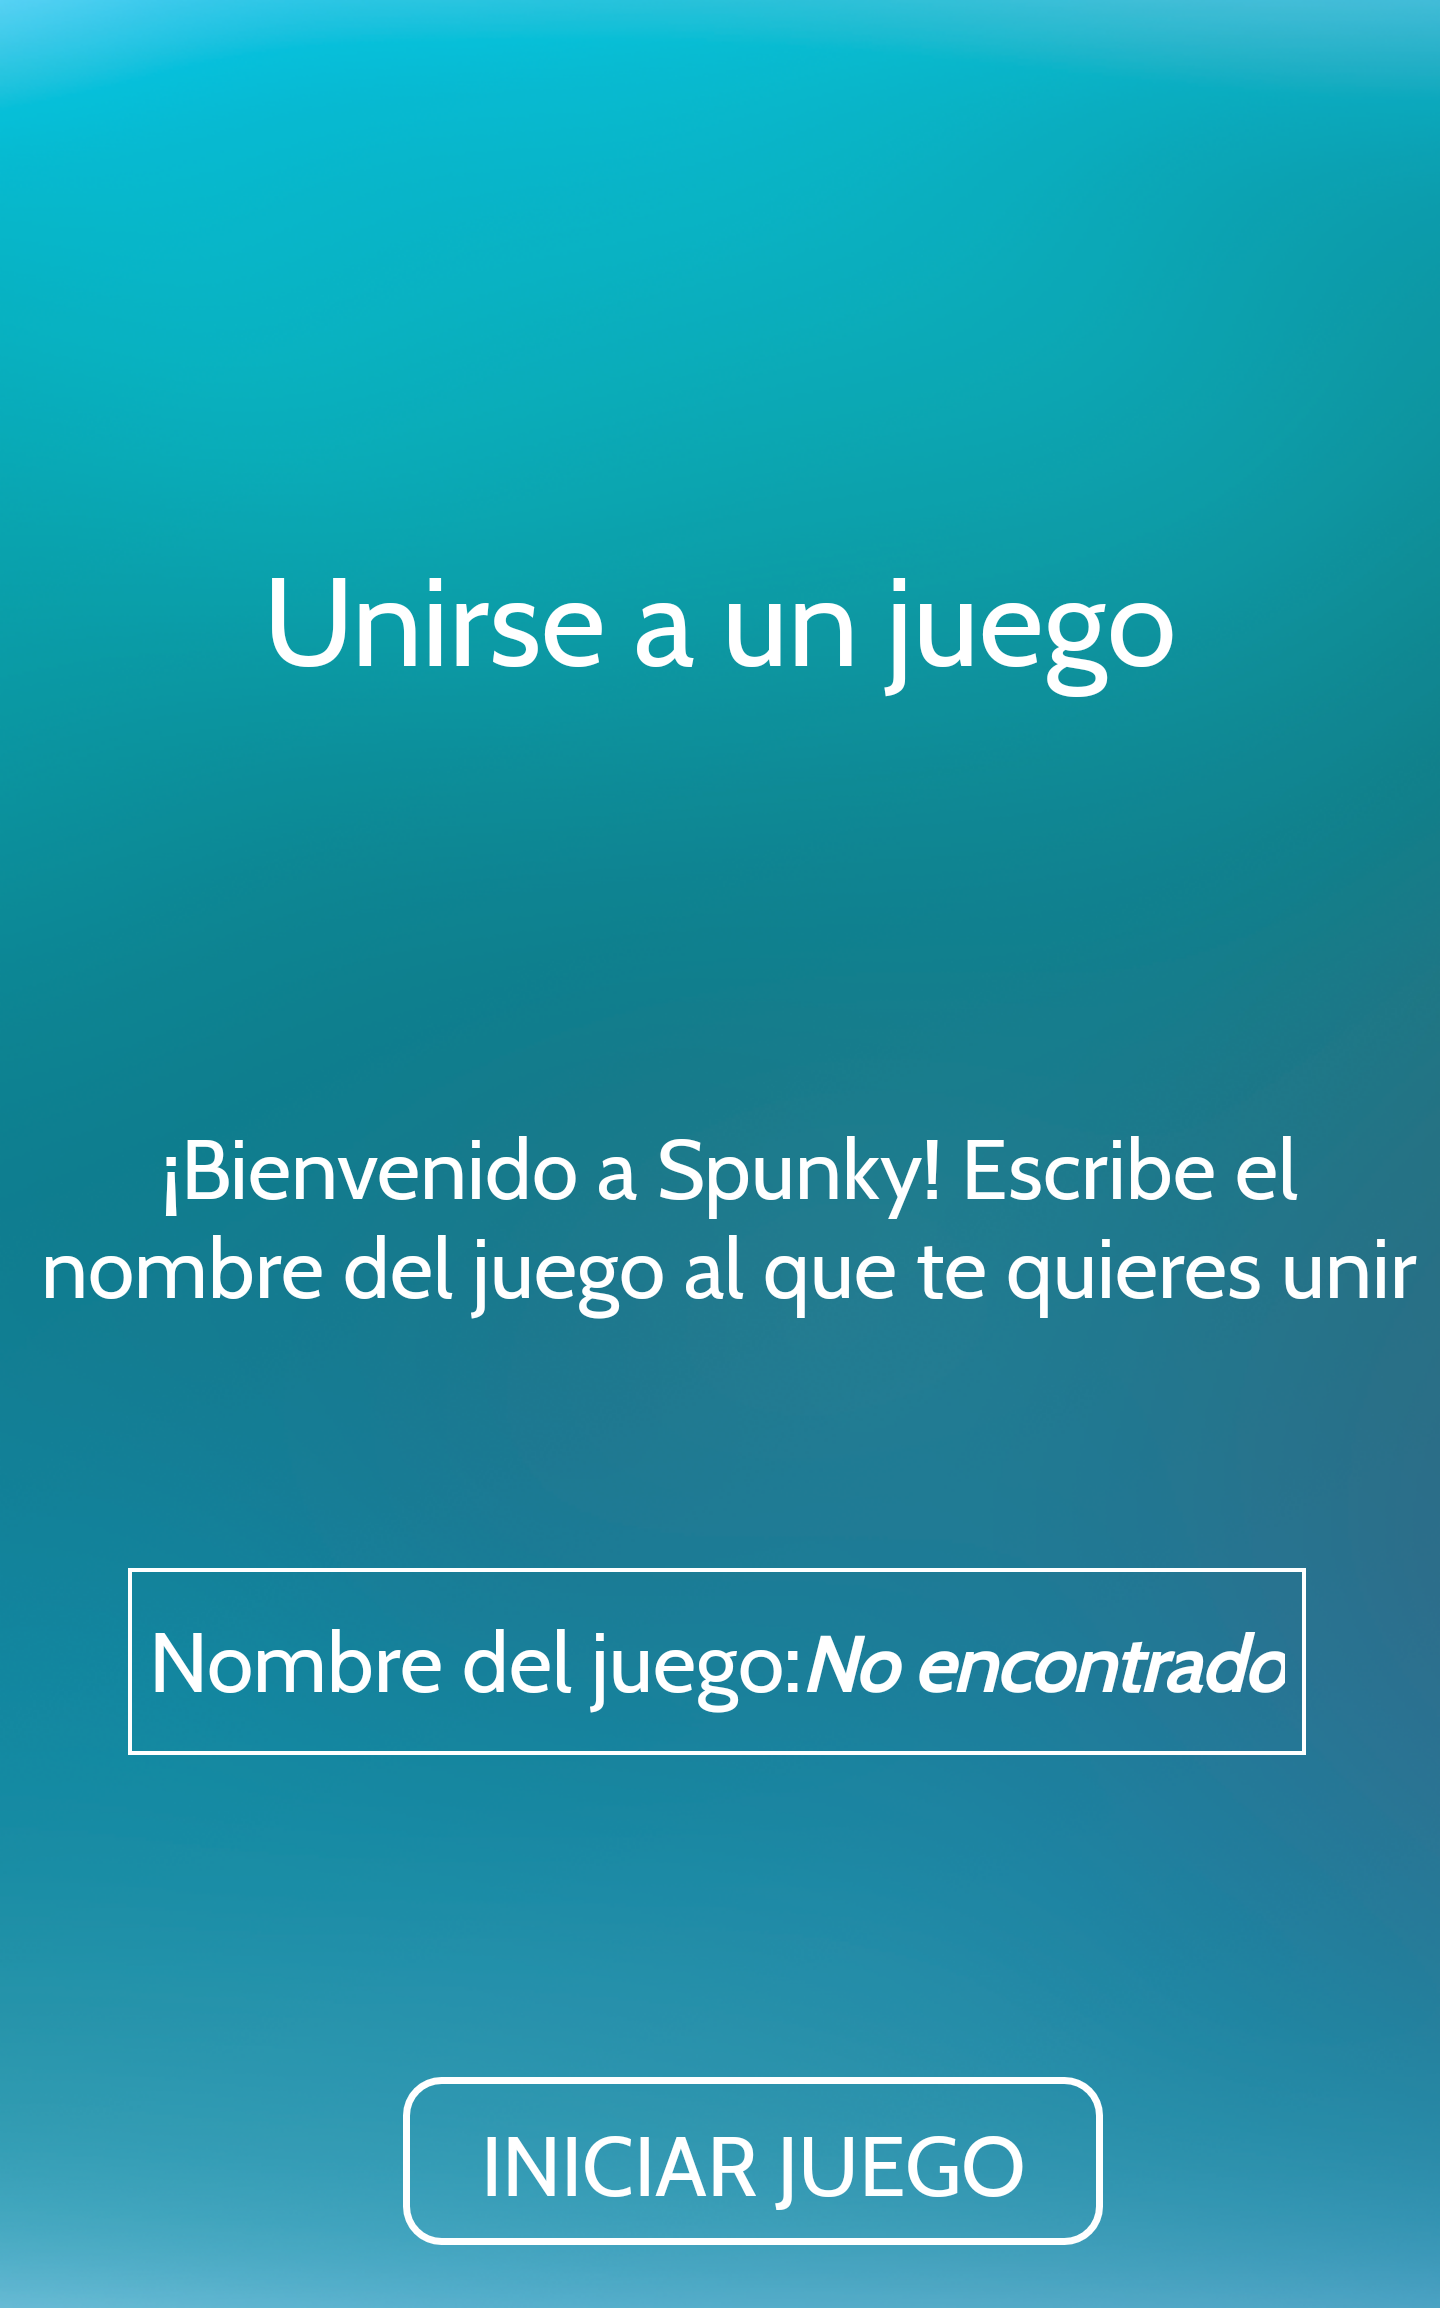 Unirse a un juego
¡Bienvenido a Spunky! Escribe el
nombre del juego al que te quieres unir
Nombre del juego:No encontrado
INICIAR JUEGO